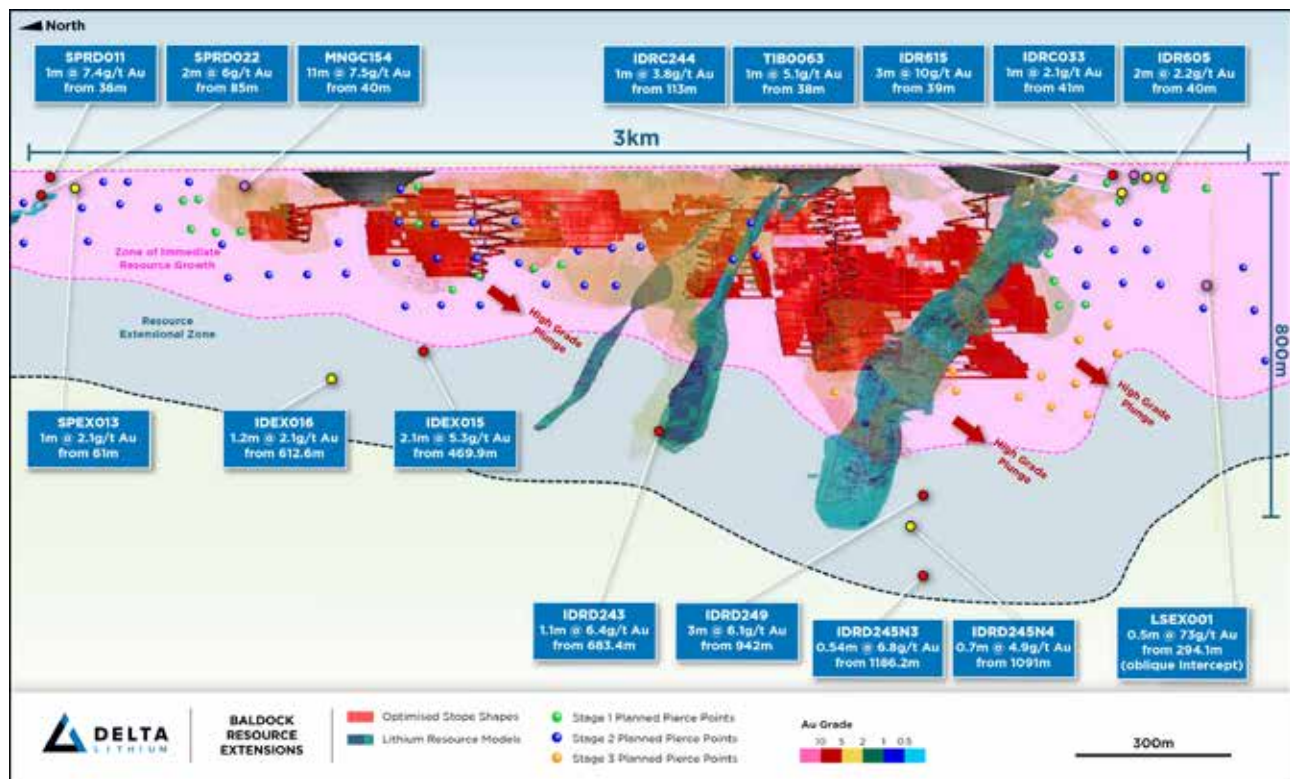 North
SPRD011
1m @ 7.4g/t Au
from 36m
SPRD022
2m @ 6g/t Au
from 85m
MNGC154
11m @ 7.5g/t Au
from 40m
IDRC244
1m @ 3.8g/t Au
from 113m
TIB0063
1m @ 5.1g/t Au
from 38m
IDR615
3m @ 10g/t Au
from 39m
IDRC033
1m @ 2.1g/t Au
from 41m
IDR605
2m @ 2.2g/t Au
from 40m
3km
Zone of Immediate
Resource Growth
Resource
Extensional Zone
High Grade
Plunge
High Grade
Plunge
High Grade
Plunge
800m
SPEX013
1m @ 2.1g/t Au
from 61m
IDEX016
1.2m @ 2.1g/t Au
from 612.6m
IDEX015
2.1m @ 5.3g/t Au
from 469.9m
IDRD243
1.1m @ 6.4g/t Au
from 683.4m
IDRD249
3m @ 6.1g/t Au
from 942m
IDRD245N3
0.54m @ 6.8g/t Au
from 1186.2m
IDRD245N4
0.7m @ 4.9g/t Au
from 1091m
LSEX001
0.5m @ 73g/t Au
from 294.1m
(oblique Intercept)
DELTA
LITHIUM
BALDOCK
RESOURCE
EXTENSIONS
Optimised Stope Shapes
Lithium Resource Models
Stage 1 Planned Pierce Points
Stage 2 Planned Pierce Points
Stage 3 Planned Pierce Points
Au Grade
10 5 2 1 0.5
300m